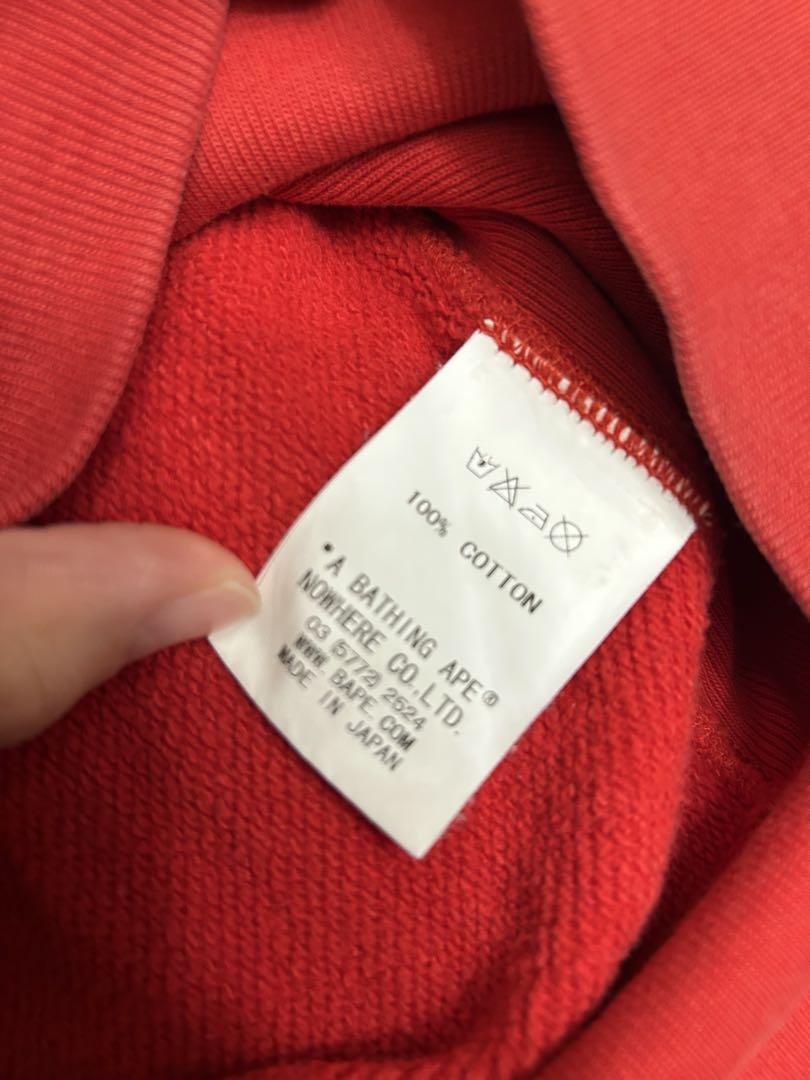 100% COTTON
•A BATHING APE®
NOWHERE CO.,LTD.
03 (5772) 2524
WWW.BAPE.COM
MADE IN JAPAN